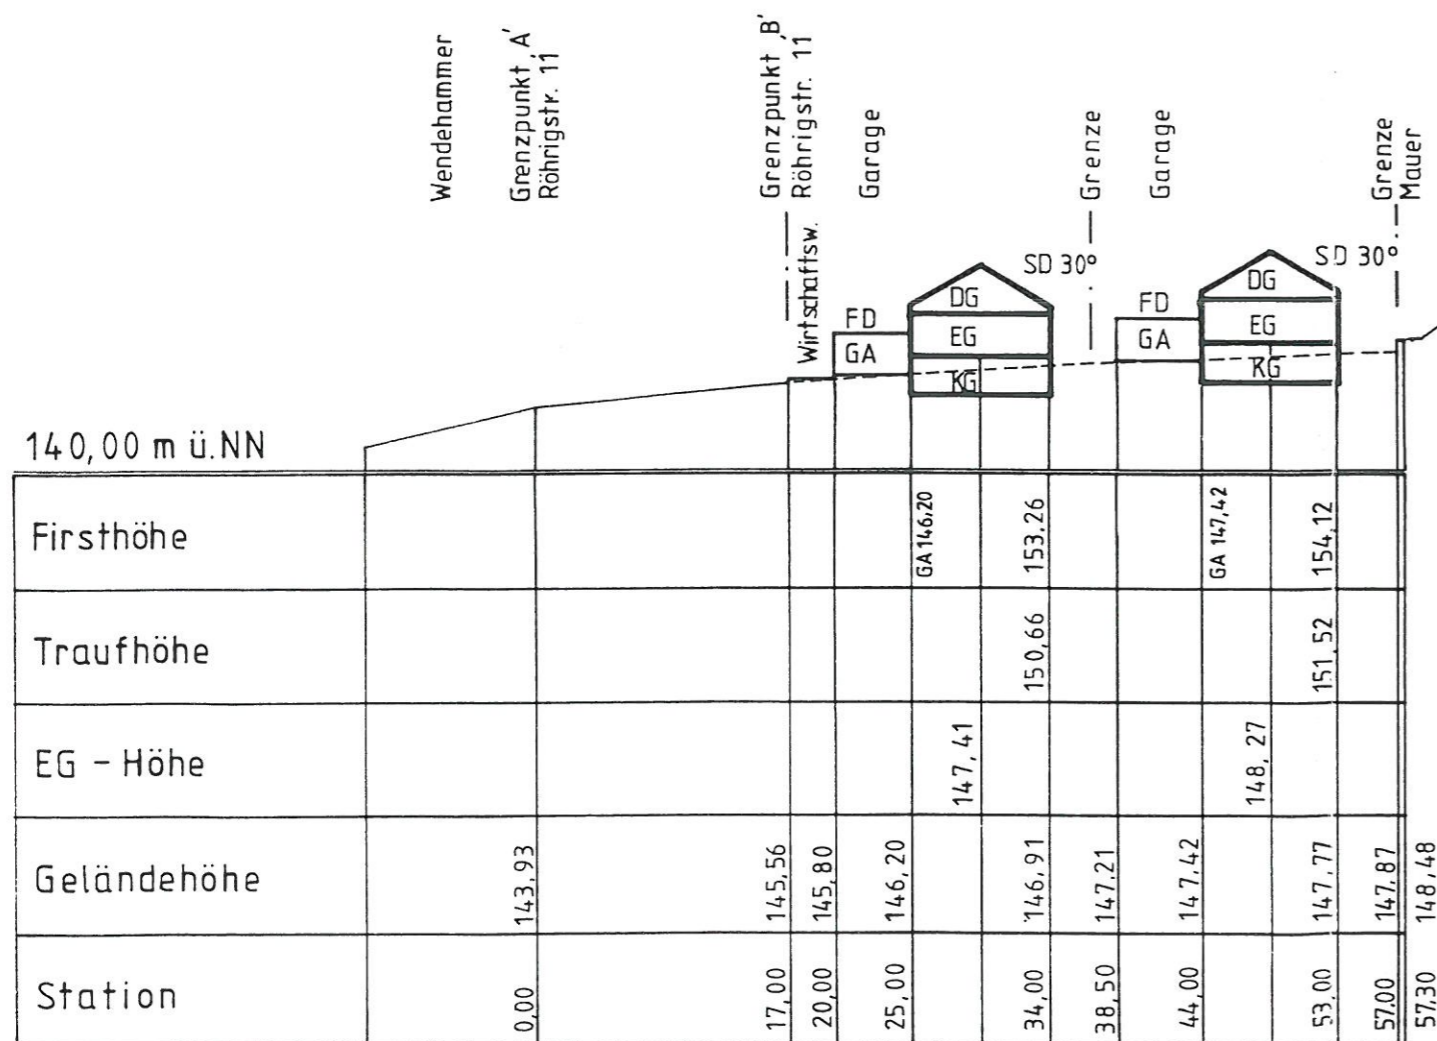 Wendehammer
Grenzpunkt ‚A‘
Röhrigstr. 11
Grenzpunkt ‚B‘
Röhrigstr. 11
Wirtschaftsw.
Garage
Grenze
Garage
Grenze
Mauer
SD 30°
SD 30°
DG
DG
FD
EG
FD
EG
GA
KG
GA
KG
140,00 m ü.NN
Firsthöhe
GA 146,20
153,26
GA 147,42
154,12
Traufhöhe
150,66
151,52
EG - Höhe
147,41
148,27
Geländehöhe
143,93
145,56
145,80
146,20
146,91
147.21
147.42
147,77
147.87
148,48
Station
0,00
17,00
20,00
25,00
34,00
38,50
44,00
53,00
57.00
57.30